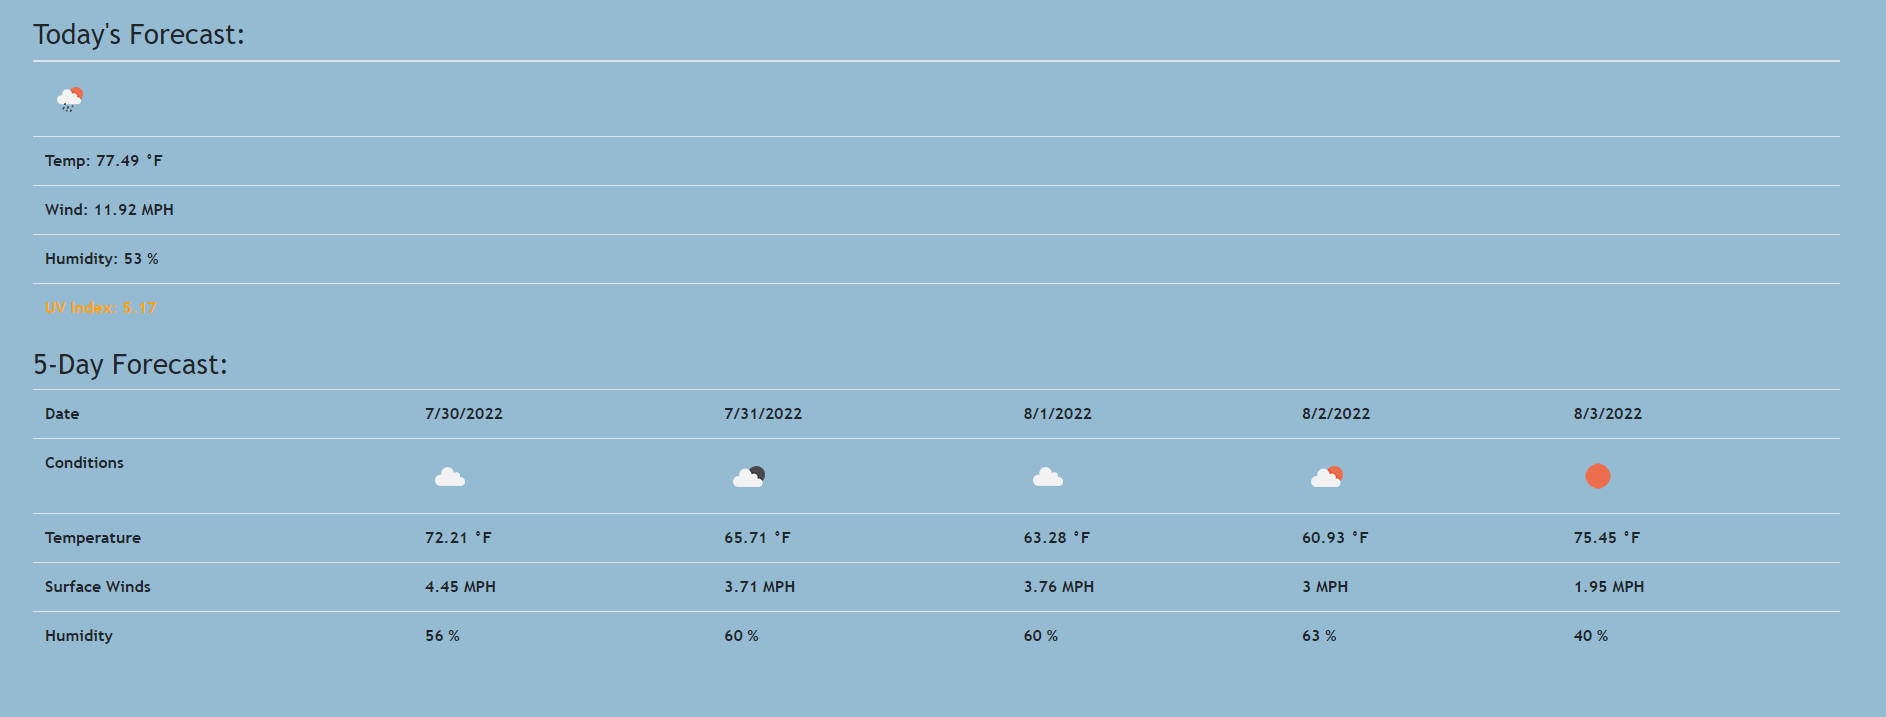 Today's Forecast:
Temp: 77.49 °F
Wind: 11.92 MPH
Humidity: 53 %
UV Index: 5.17
5-Day Forecast:
Date 7/30/2022 7/31/2022 8/1/2022 8/2/2022 8/3/2022
Conditions
Temperature 72.21 °F 65.71 °F 63.28 °F 60.93 °F 75.45 °F
Surface Winds 4.45 MPH 3.71 MPH 3.76 MPH 3 MPH 1.95 MPH
Humidity 56 % 60 % 60 % 63 % 40 %